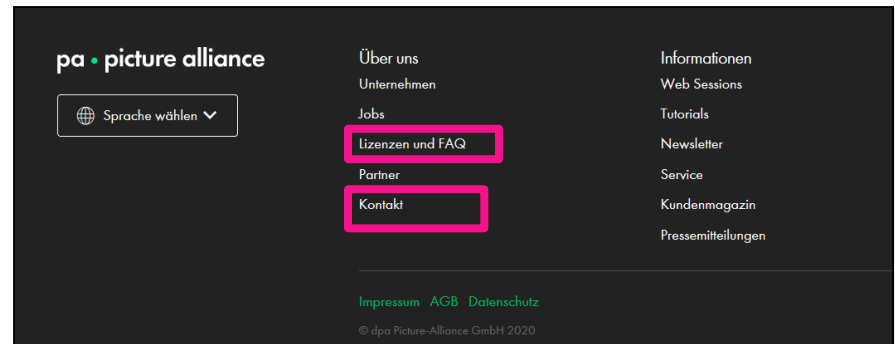 pa • picture alliance
Sprache wählen
Über uns
Unternehmen
Jobs
Lizenzen und FAQ
Partner
Kontakt
Informationen
Web Sessions
Tutorials
Newsletter
Service
Kundenmagazin
Pressemitteilungen
Impressum AGB Datenschutz
© dpa Picture-Alliance GmbH 2020